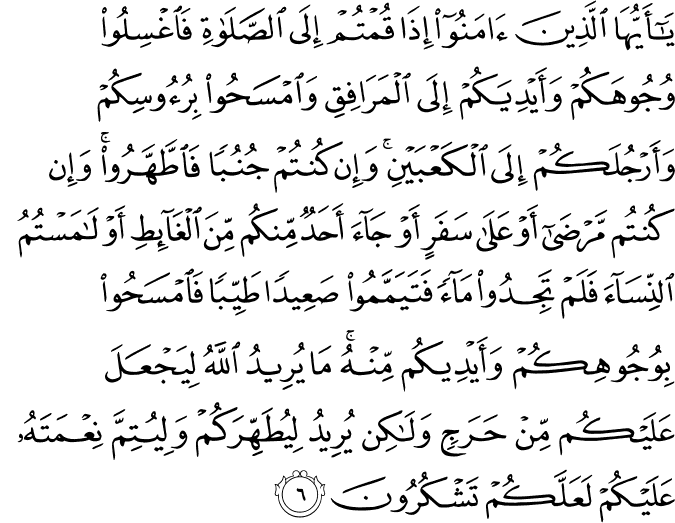 يَـٰٓأَيُّهَا ٱلَّذِينَ ءَامَنُوٓا۟ إِذَا قُمْتُمْ إِلَى ٱلصَّلَوٰةِ فَٱغْسِلُوا۟
وُجُوهَكُمْ وَأَيْدِيَكُمْ إِلَى ٱلْمَرَافِقِ وَٱمْسَحُوا۟ بِرُءُوسِكُمْ
وَأَرْجُلَكُمْ إِلَى ٱلْكَعْبَيْنِ ۚ وَإِن كُنتُمْ جُنُبًا فَٱطَّهَّرُوا۟ ۚ وَإِن
كُنتُم مَّرْضَىٰٓ أَوْ عَلَىٰ سَفَرٍ أَوْ جَآءَ أَحَدٌ مِّنكُم مِّنَ ٱلْغَآئِطِ أَوْ لَـٰمَسْتُمُ
ٱلنِّسَآءَ فَلَمْ تَجِدُوا۟ مَآءً فَتَيَمَّمُوا۟ صَعِيدًا طَيِّبًا فَٱمْسَحُوا۟
بِوُجُوهِكُمْ وَأَيْدِيكُم مِّنْهُ ۚ مَا يُرِيدُ ٱللَّهُ لِيَجْعَلَ
عَلَيْكُم مِّنْ حَرَجٍ وَلَـٰكِن يُرِيدُ لِيُطَهِّرَكُمْ وَلِيُتِمَّ نِعْمَتَهُۥ
عَلَيْكُمْ لَعَلَّكُمْ تَشْكُرُونَ ٦